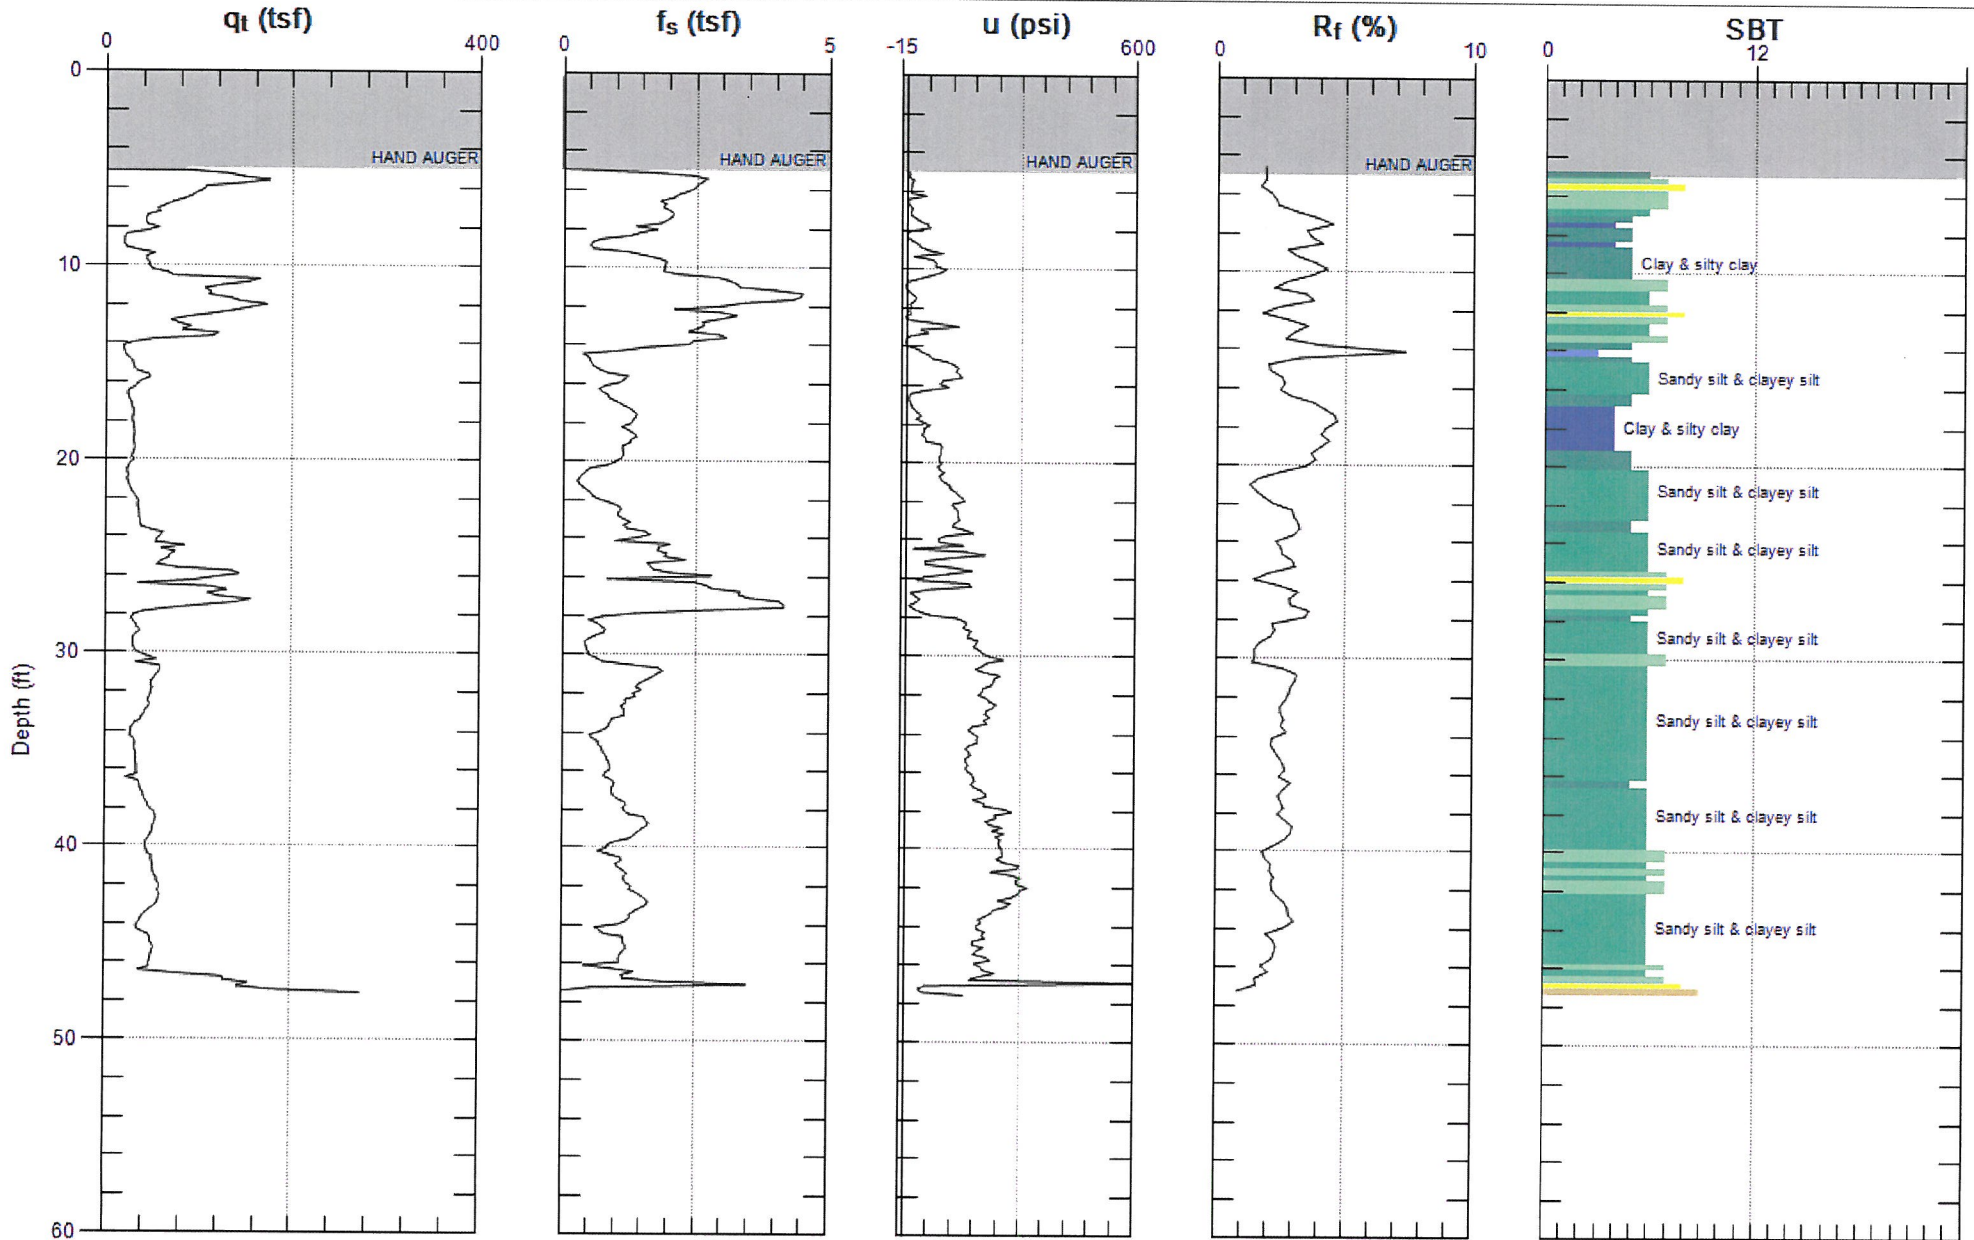 qt (tsf)
fs (tsf)
u (psi)
Rf (%)
SBT
0 400
0 5
-15 600
0 10
0 12
0
HAND AUGER
HAND AUGER
HAND AUGER
HAND AUGER
10
Clay & silty clay
Sandy silt & clayey silt
Clay & silty clay
20
Sandy silt & clayey silt
Sandy silt & clayey silt
30
Sandy silt & clayey silt
Depth (ft)
Sandy silt & clayey silt
Sandy silt & clayey silt
40
Sandy silt & clayey silt
50
60